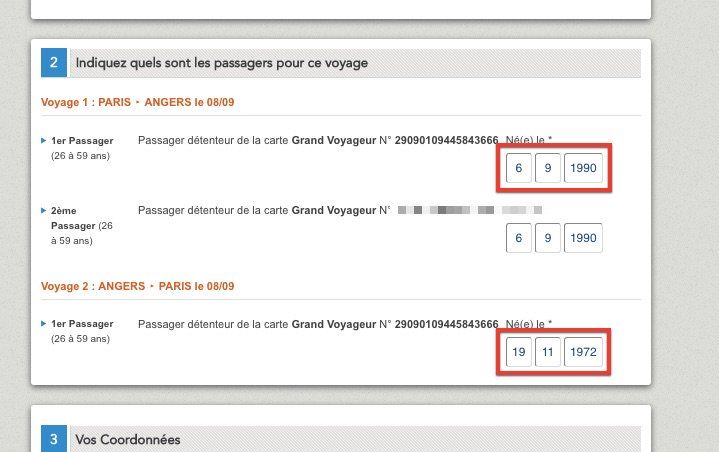 2 Indiquez quels sont les passagers pour ce voyage
Voyage 1 : PARIS ‣ ANGERS le 08/09
1er Passager
(26 à 59 ans)
Passager détenteur de la carte Grand Voyageur N° 29090109445843666 Né(e) le *
6 9 1990
2ème
Passager (26
à 59 ans)
Passager détenteur de la carte Grand Voyageur N°
6 9 1990
Voyage 2 : ANGERS ‣ PARIS le 08/09
1er Passager
(26 à 59 ans)
Passager détenteur de la carte Grand Voyageur N° 29090109445843666 Né(e) le *
19 11 1972
3 Vos Coordonnées